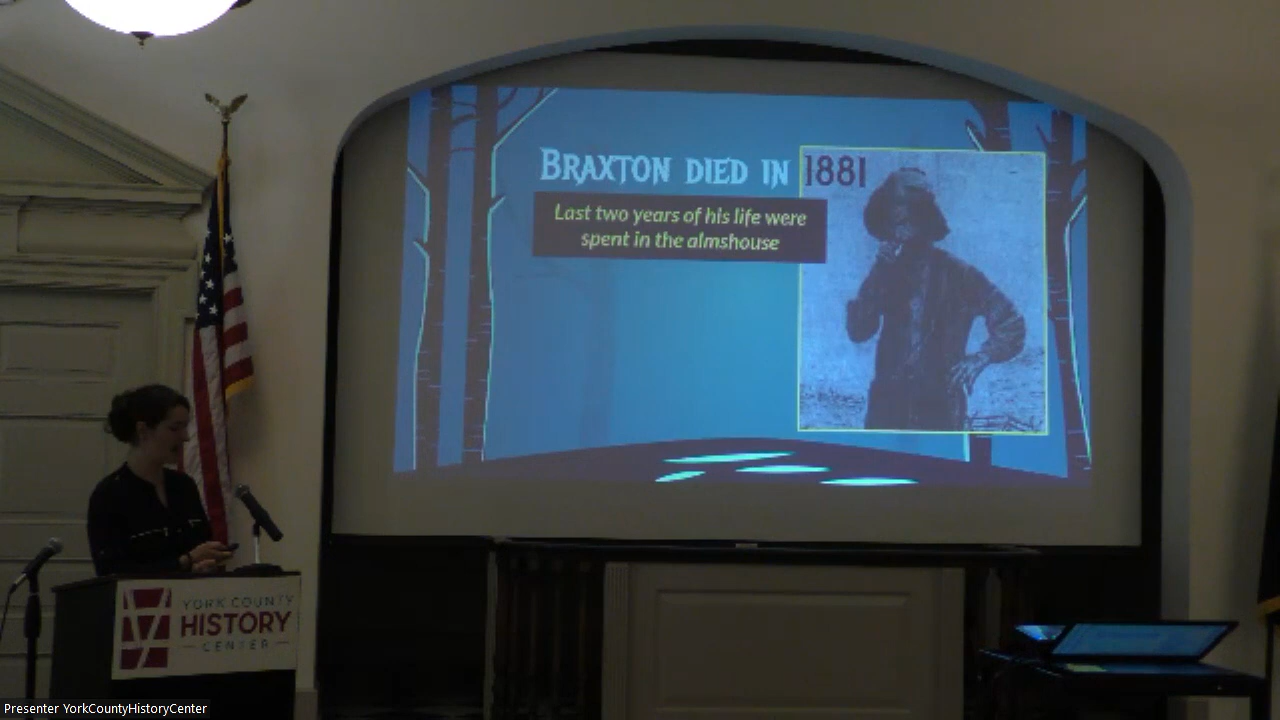 BRAXTON DIED IN 1881
Last two years of his life were
spent in the almshouse
YORK COUNTY
HISTORY
CENTER
Presenter YorkCountyHistoryCenter